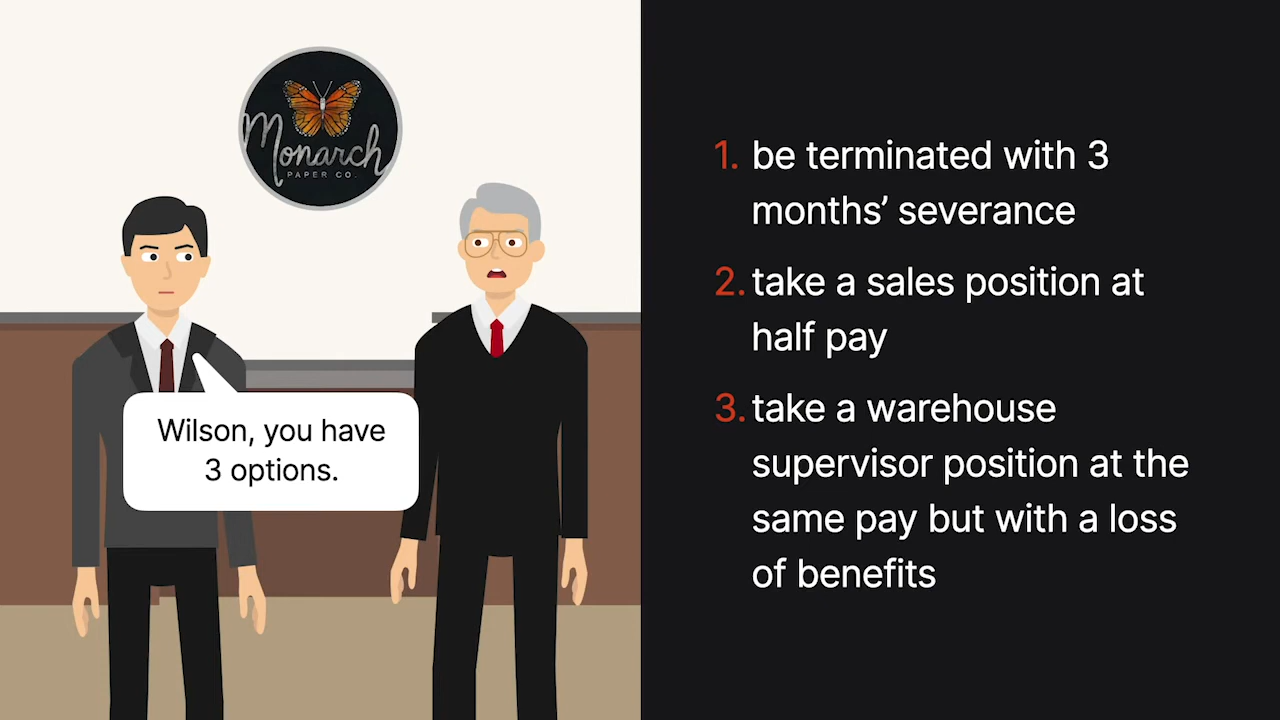 Monarch
PAPER CO.
Wilson, you have
3 options.
1. be terminated with 3
months’ severance
2. take a sales position at
half pay
3. take a warehouse
supervisor position at the
same pay but with a loss
of benefits